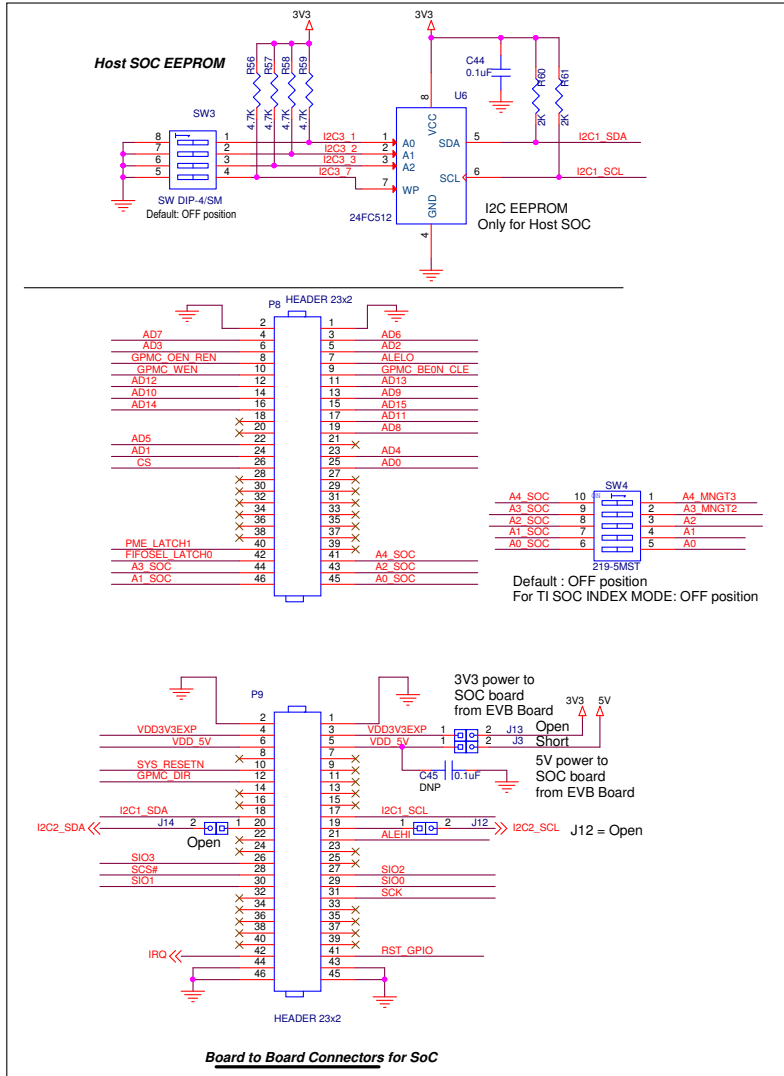 3V3 3V3
Host SOC EEPROM
R56 R57 R58 R59
4.7K 4.7K 4.7K 4.7K
C44
0.1uF
R60 R61
2K 2K
U6
SW3
8 1 I2C3_1 1 A0
7 2 I2C3_2 2 A1
6 3 I2C3_3 3 A2
5 4 I2C3_7 7 WP
8 VCC
SDA 5 I2C1_SDA
SCL 6 I2C1_SCL
GND 4
SW DIP-4/SM
Default: OFF position
24FC512
I2C EEPROM
Only for Host SOC
P8 HEADER 23x2
2 1
AD7 4 3 AD6
AD3 6 5 AD2
GPMC_OEN_REN 8 7 ALELO
GPMC_WEN 10 9 GPMC_BE0N_CLE
AD12 12 11 AD13
AD10 14 13 AD9
AD14 16 15 AD15
18 17 AD11
20 19 AD8
AD5 22 21
AD1 24 23 AD4
CS 26 25 AD0
28 27
30 29
32 31
34 33
36 35
38 37
PME_LATCH1 40 39
FIFOSEL_LATCH0 42 41 A4_SOC
A3_SOC 44 43 A2_SOC
A1_SOC 46 45 A0_SOC
SW4
ON
A4_SOC 10 1 A4_MNGT3
A3_SOC 9 2 A3_MNGT2
A2_SOC 8 3 A2
A1_SOC 7 4 A1
A0_SOC 6 5 A0
219-5MST
Default : OFF position
For TI SOC INDEX MODE: OFF position
P9
3V3 power to
SOC board
from EVB Board
3V3 5V
2 1
VDD3V3EXP 4 3 VDD3V3EXP 1 2 J13 Open
VDD_5V 6 5 VDD_5V 1 2 J3 Short
8 7
SYS_RESETN 10 9
GPMC_DIR 12 11
14 13
16 15
C45 0.1uF
DNP
5V power to
SOC board
from EVB Board
I2C1_SDA 18 17 I2C1_SCL
I2C2_SDA J14 2 1 20 19 1 2 J12 I2C2_SCL J12 = Open
Open
22 21 ALEHI
24 23
SIO3 26 25
SCS# 28 27 SIO2
SIO1 30 29 SIO0
32 31 SCK
34 33
36 35
38 37
40 39
IRQ 42 41 RST_GPIO
44 43
46 45
HEADER 23x2
Board to Board Connectors for SoC